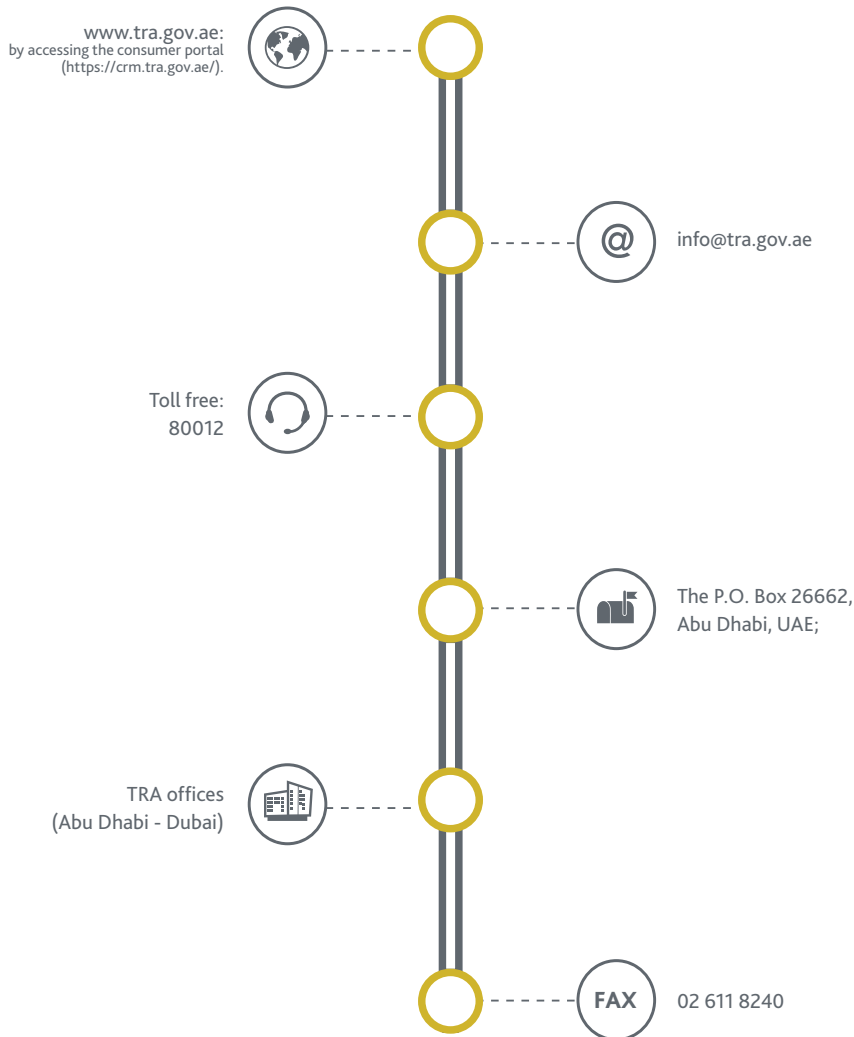 www.tra.gov.ae:
by accessing the consumer portal
(https://crm.tra.gov.ae/).
@
info@tra.gov.ae
Toll free:
80012
The P.O. Box 26662,
Abu Dhabi, UAE;
TRA offices
(Abu Dhabi - Dubai)
FAX
02 611 8240